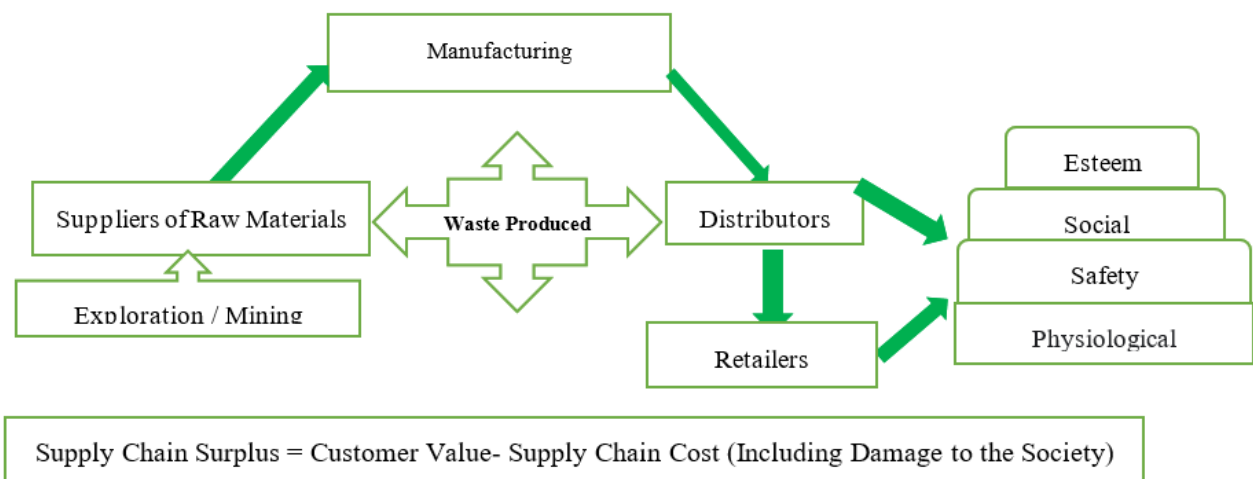 Manufacturing
Esteem
Suppliers of Raw Materials
Waste Produced
Distributors
Social
Safety
Exploration / Mining
Retailers
Physiological
Supply Chain Surplus = Customer Value- Supply Chain Cost (Including Damage to the Society)